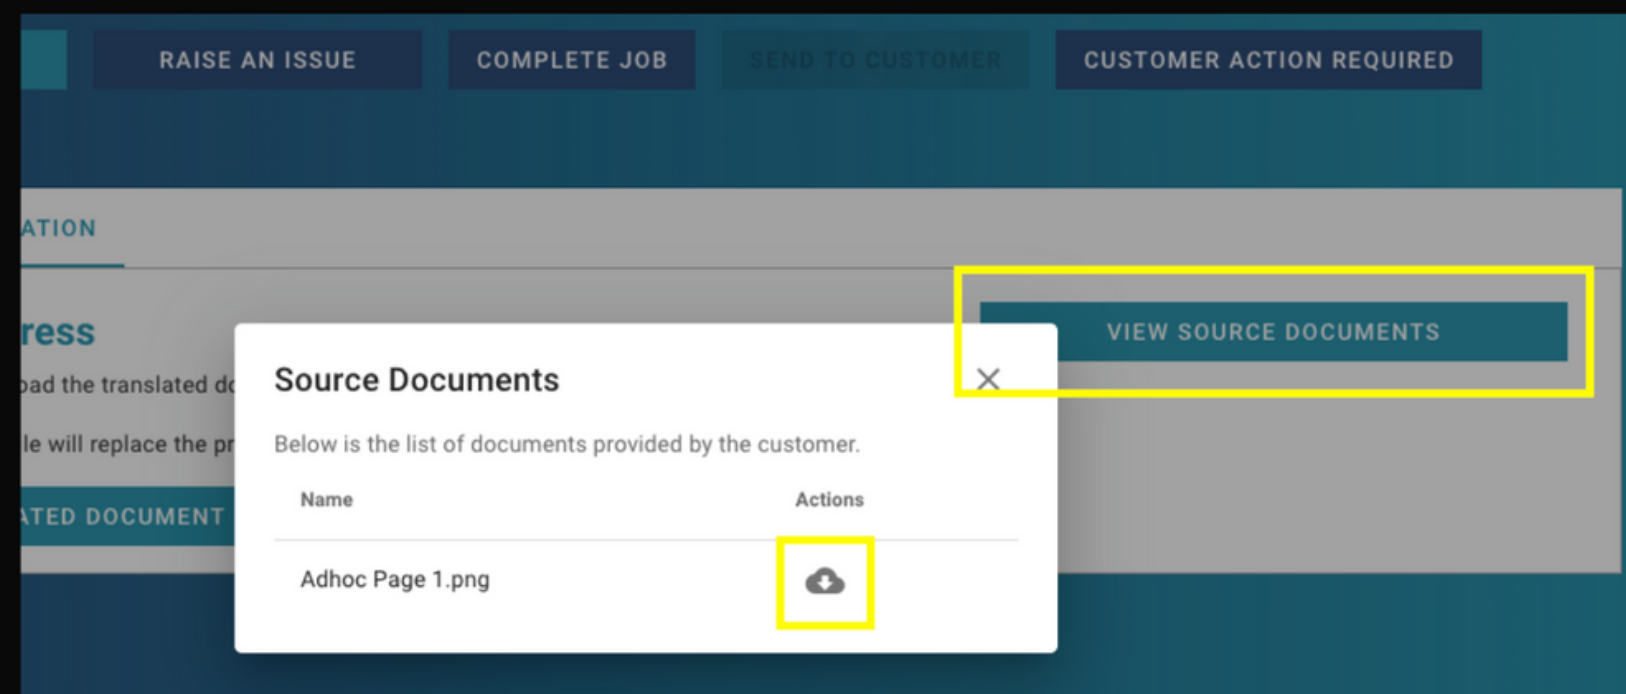 RAISE AN ISSUE
COMPLETE JOB
SEND TO CUSTOMER
CUSTOMER ACTION REQUIRED
ATION
ress
VIEW SOURCE DOCUMENTS
oad the translated do
le will replace the pr
ATED DOCUMENT
Source Documents
Below is the list of documents provided by the customer.
Name Actions
Adhoc Page 1.png